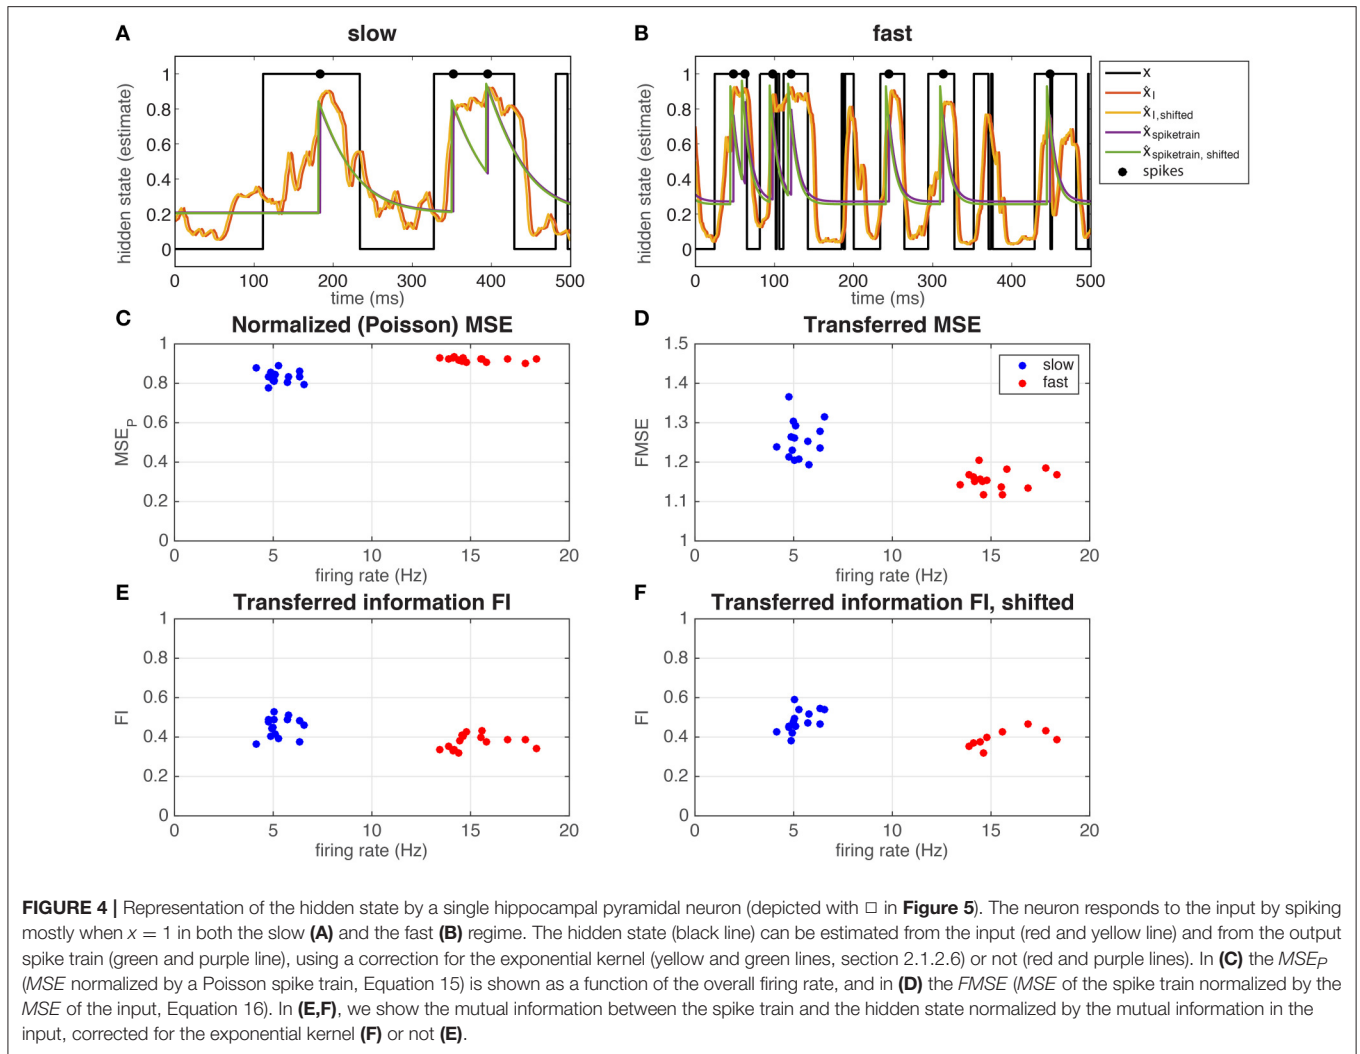 A
slow
hidden state (estimate)
1
0.8
0.6
0.4
0.2
0
0 100 200 300 400 500
time (ms)
B
fast
hidden state (estimate)
1
0.8
0.6
0.4
0.2
0
0 100 200 300 400 500
time (ms)
x
x̂I
x̂I,shifted
x̂spiketrain
x̂spiketrain, shifted
spikes
C
Normalized (Poisson) MSE
MSEP
1
0.8
0.6
0.4
0.2
0
0 5 10 15 20
firing rate (Hz)
D
Transferred MSE
FMSE
1.5
1.4
1.3
1.2
1.1
1
0 5 10 15 20
firing rate (Hz)
slow
fast
E
Transferred information FI
FI
1
0.8
0.6
0.4
0.2
0
0 5 10 15 20
firing rate (Hz)
F
Transferred information FI, shifted
FI
1
0.8
0.6
0.4
0.2
0
0 5 10 15 20
firing rate (Hz)
FIGURE 4 | Representation of the hidden state by a single hippocampal pyramidal neuron (depicted with □ in Figure 5). The neuron responds to the input by spiking
mostly when x = 1 in both the slow (A) and the fast (B) regime. The hidden state (black line) can be estimated from the input (red and yellow line) and from the output
spike train (green and purple line), using a correction for the exponential kernel (yellow and green lines, section 2.1.2.6) or not (red and purple lines). In (C) the MSEP
(MSE normalized by a Poisson spike train, Equation 15) is shown as a function of the overall firing rate, and in (D) the FMSE (MSE of the spike train normalized by the
MSE of the input, Equation 16). In (E,F), we show the mutual information between the spike train and the hidden state normalized by the mutual information in the
input, corrected for the exponential kernel (F) or not (E).